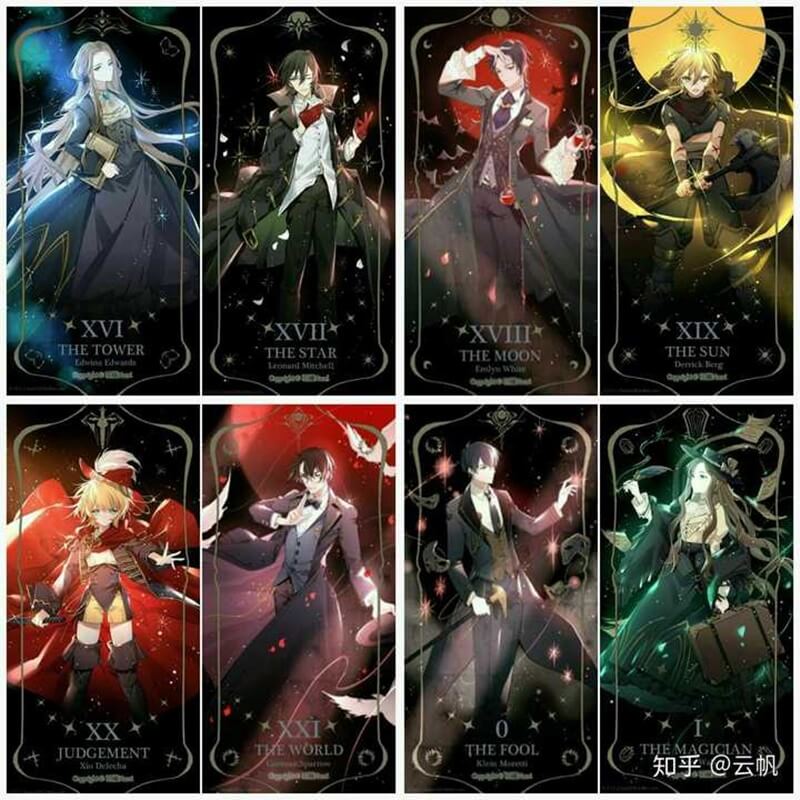 XVI
THE TOWER
Edwina Edwards
XVII
THE STAR
Leonard Mitchell
XVIII
THE MOON
Emlyn White
XIX
THE SUN
Derrick Berg
XX
JUDGEMENT
Xio Derecha
XXI
THE WORLD
German Sparrow
0
THE FOOL
Klein Moretti
I
THE MAGICIAN
知乎 @云帆